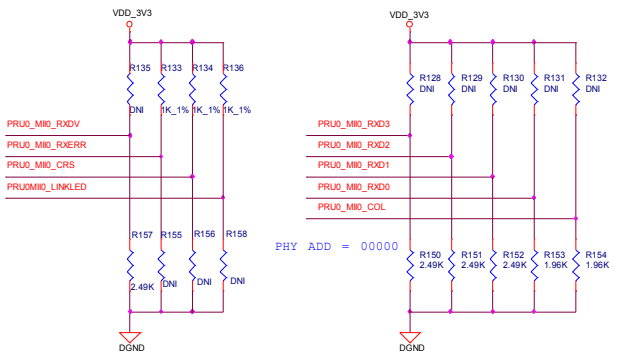 VDD_3V3
VDD_3V3
R135
R133
R134
R136
DNI
1K_1%
1K_1%
1K_1%
R128
DNI
R129
DNI
R130
DNI
R131
DNI
R132
DNI
PRU0_MII0_RXDV
PRU0_MII0_RXERR
PRU0_MII0_CRS
PRU0MII0_LINKLED
PRU0_MII0_RXD3
PRU0_MII0_RXD2
PRU0_MII0_RXD1
PRU0_MII0_RXD0
PRU0_MII0_COL
R157
R155
R156
R158
2.49K
DNI
DNI
DNI
PHY ADD = 00000
R150
2.49K
R151
2.49K
R152
2.49K
R153
1.96K
R154
1.96K
DGND
DGND